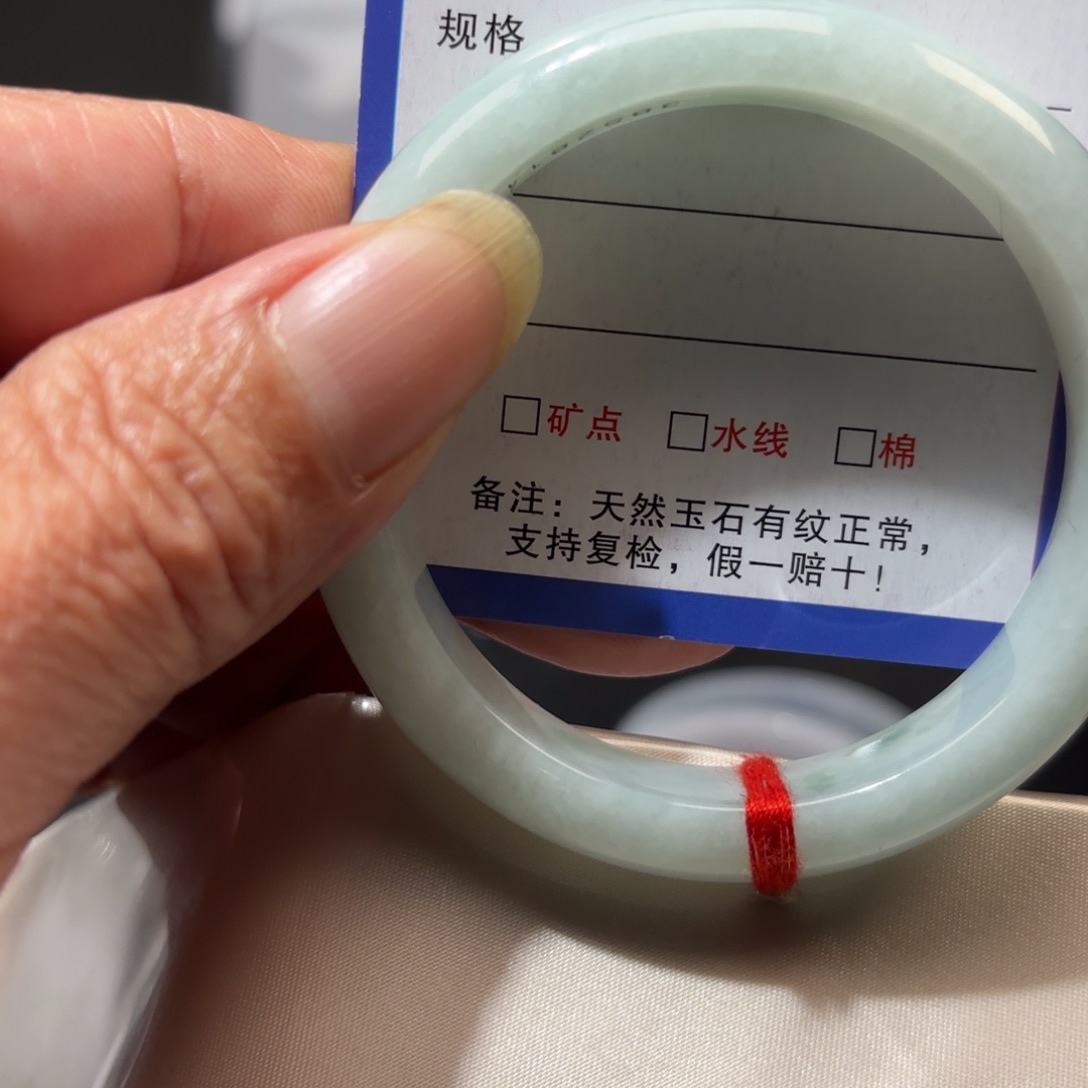 规格
□矿点 □水线 □棉
备注：天然玉石有纹正常，
支持复检，假一赔十！